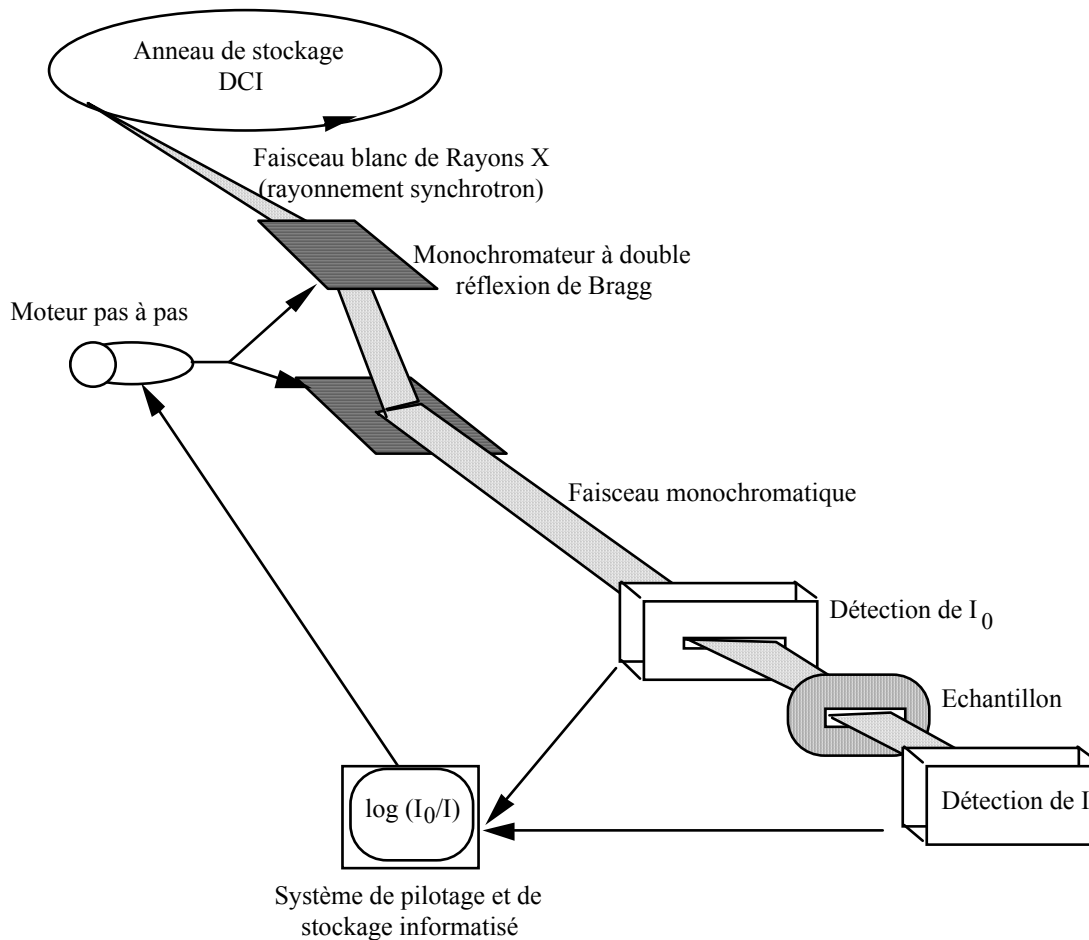 Anneau de stockage
DCI
Faisceau blanc de Rayons X
(rayonnement synchrotron)
Monochromateur à double
réflexion de Bragg
Moteur pas à pas
Faisceau monochromatique
Détection de I0
Echantillon
Détection de I
log (I0/I)
Système de pilotage et de
stockage informatisé